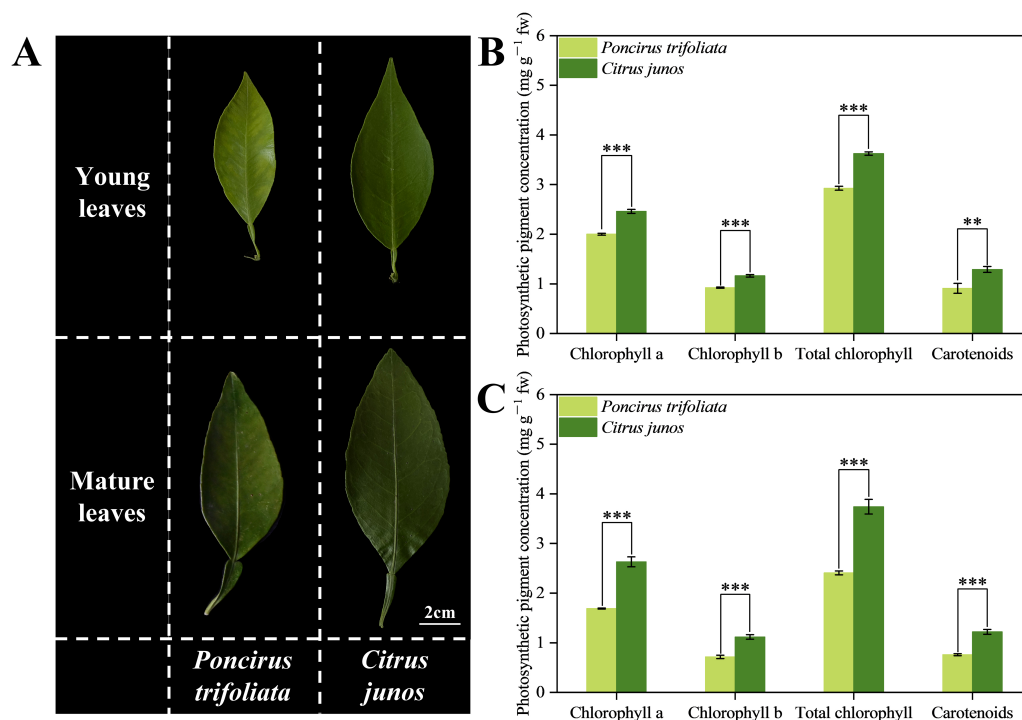 A
Young
leaves
Mature
leaves
2cm
Poncirus
trifoliata
Citrus
junos
B
Photosynthetic pigment concentration (mg g⁻¹ fw)
6
5
4
3
2
1
0
Poncirus trifoliata
Citrus junos
***
***
***
**
Chlorophyll a
Chlorophyll b
Total chlorophyll
Carotenoids
C
Photosynthetic pigment concentration (mg g⁻¹ fw)
6
5
4
3
2
1
0
Poncirus trifoliata
Citrus junos
***
***
***
***
Chlorophyll a
Chlorophyll b
Total chlorophyll
Carotenoids